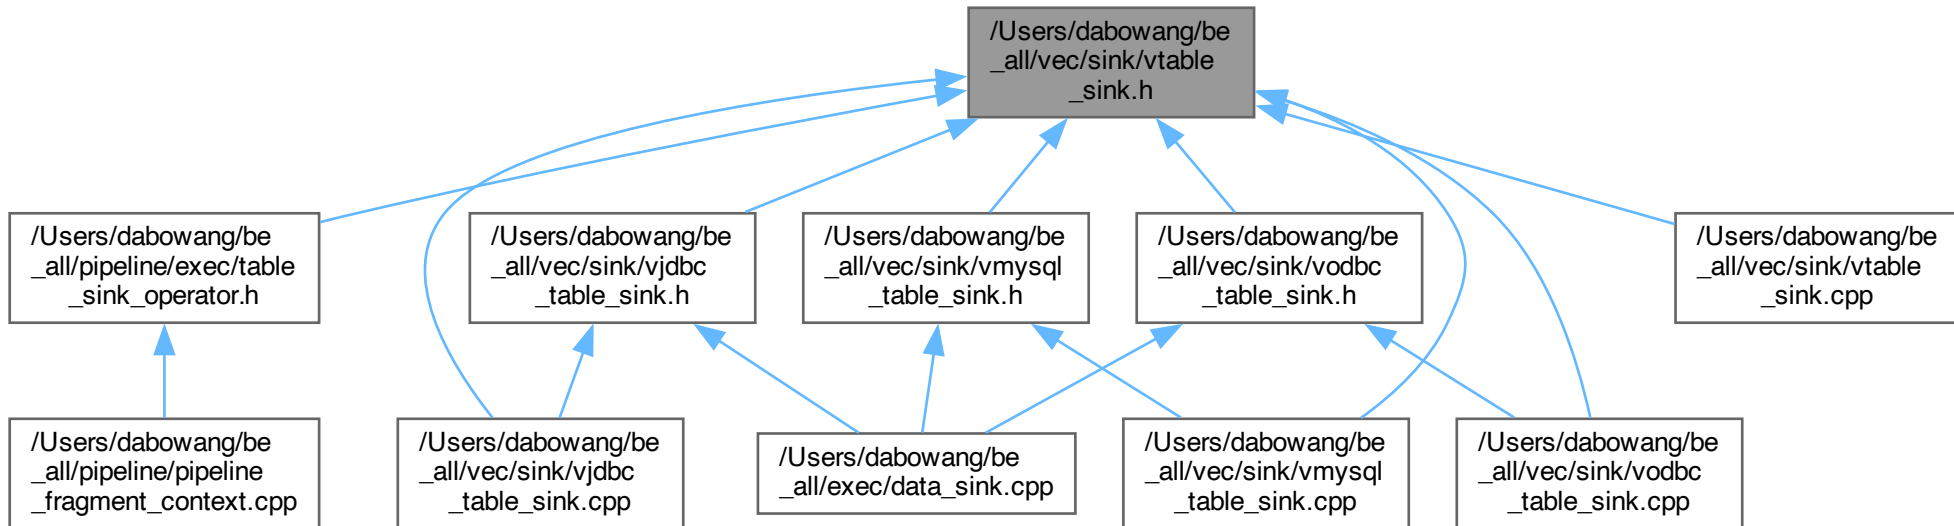 /Users/dabowang/be
_all/vec/sink/vtable
_sink.h
/Users/dabowang/be
_all/pipeline/exec/table
_sink_operator.h
/Users/dabowang/be
_all/vec/sink/vjdbc
_table_sink.h
/Users/dabowang/be
_all/vec/sink/vmysql
_table_sink.h
/Users/dabowang/be
_all/vec/sink/vodbc
_table_sink.h
/Users/dabowang/be
_all/vec/sink/vtable
_sink.cpp
/Users/dabowang/be
_all/pipeline/pipeline
_fragment_context.cpp
/Users/dabowang/be
_all/vec/sink/vjdbc
_table_sink.cpp
/Users/dabowang/be
_all/exec/data_sink.cpp
/Users/dabowang/be
_all/vec/sink/vmysql
_table_sink.cpp
/Users/dabowang/be
_all/vec/sink/vodbc
_table_sink.cpp